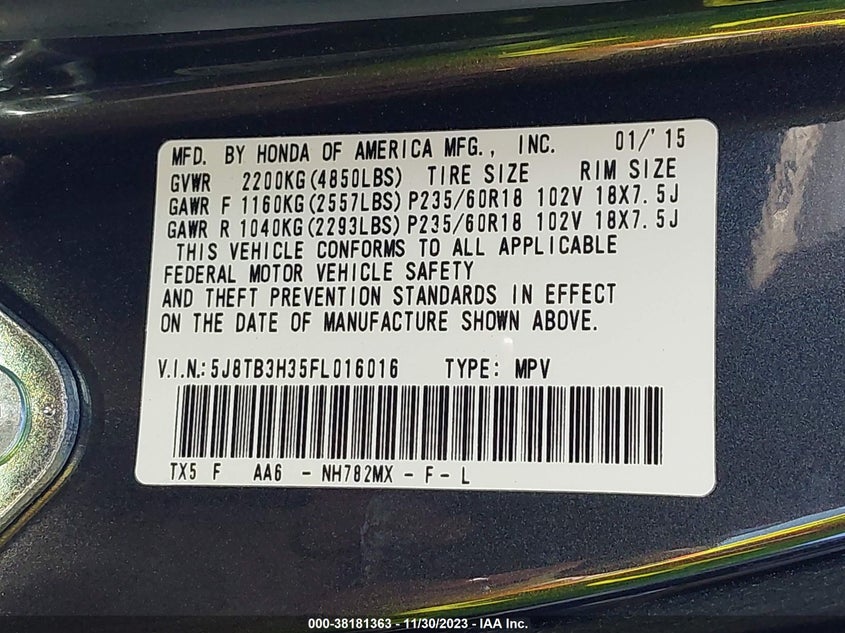 MFD. BY HONDA OF AMERICA MFG., INC. 01/'15
GVWR 2200KG(4850LBS) TIRE SIZE RIM SIZE
GAWR F 1160KG(2557LBS) P235/60R18 102V 18X7.5J
GAWR R 1040KG(2293LBS) P235/60R18 102V 18X7.5J
THIS VEHICLE CONFORMS TO ALL APPLICABLE
FEDERAL MOTOR VEHICLE SAFETY
AND THEFT PREVENTION STANDARDS IN EFFECT
ON THE DATE OF MANUFACTURE SHOWN ABOVE.
V.I.N.: 5J8TB3H35FL016016 TYPE: MPV
TX5 F AA6 - NH782MX - F - L
000-38181363 - 11/30/2023 - IAA Inc.